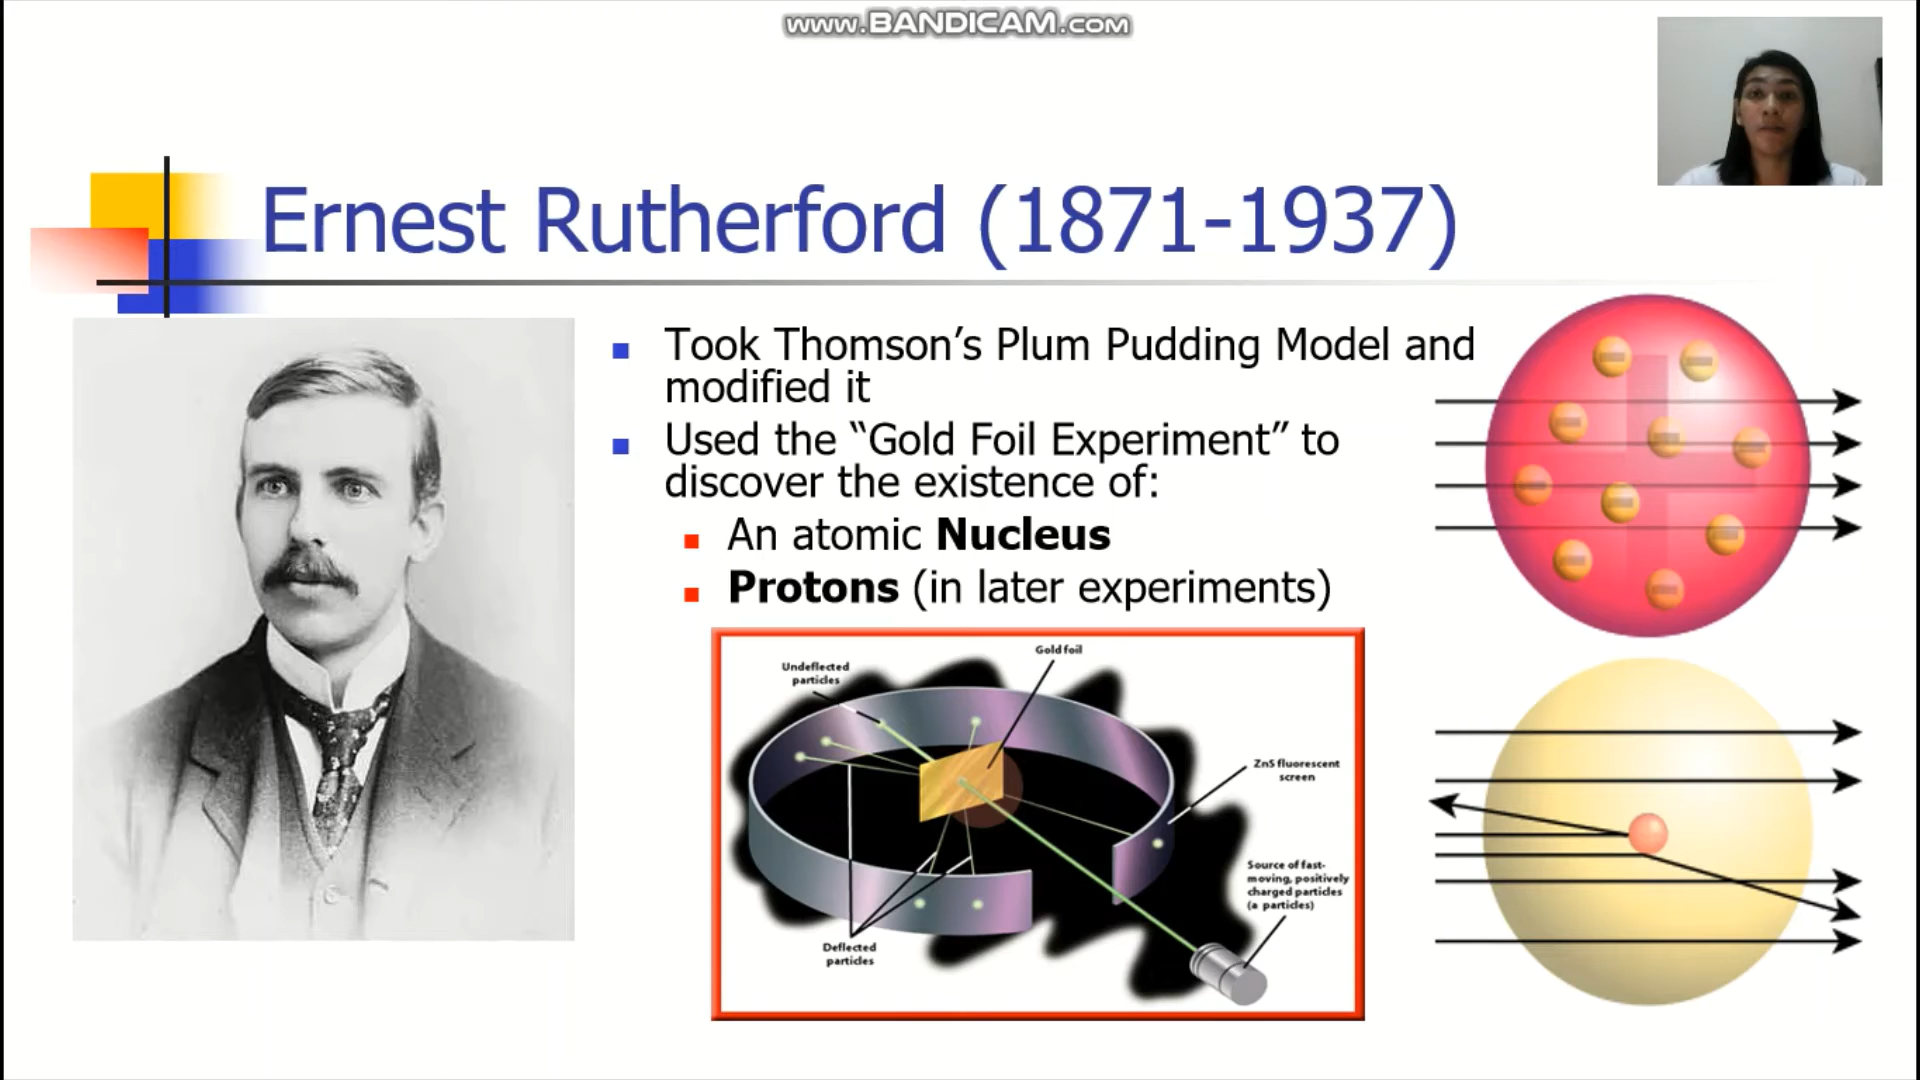 www.BANDICAM.com
Ernest Rutherford (1871-1937)
Took Thomson's Plum Pudding Model and
modified it
Used the “Gold Foil Experiment” to
discover the existence of:
An atomic Nucleus
Protons (in later experiments)
Gold foil
Undeflected
particles
ZnS fluorescent
screen
Source of fast-
moving, positively
charged particles
(a particles)
Deflected
particles